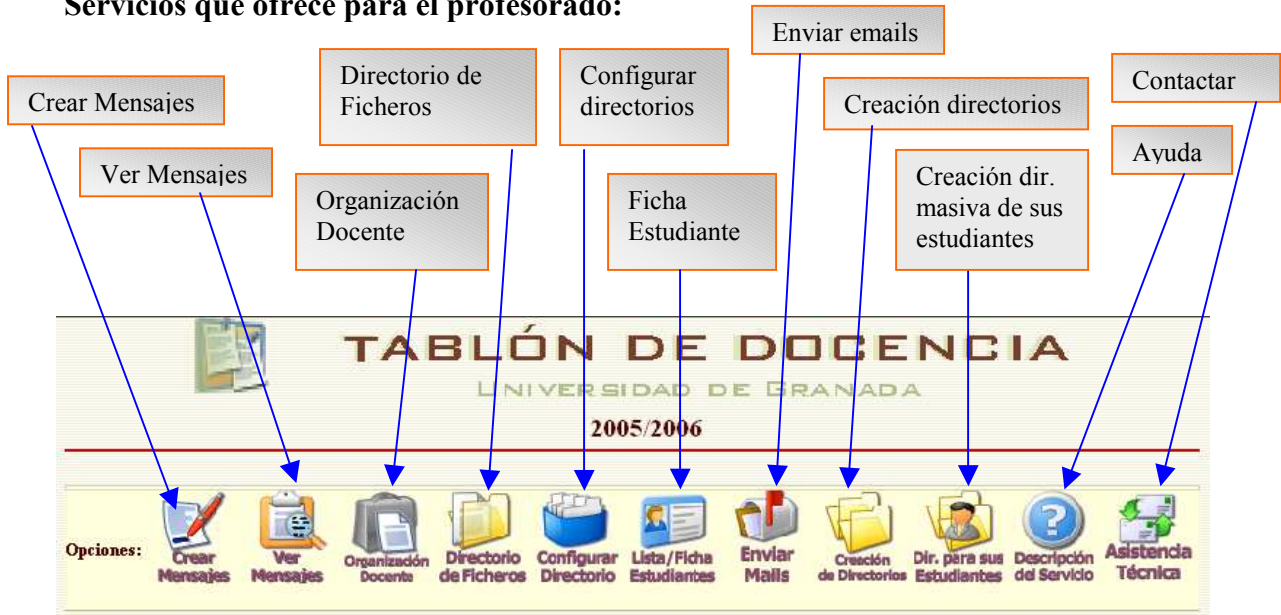 Servicios que ofrece para el profesorado:
Enviar emails
Directorio de
Ficheros
Configurar
directorios
Contactar
Crear Mensajes
Creación directorios
Ayuda
Ver Mensajes
Organización
Docente
Ficha
Estudiante
Creación dir.
masiva de sus
estudiantes
TABLÓN DE DOCENCIA
UNIVERSIDAD DE GRANADA
2005/2006
Opciones:
Crear
Mensajes
Ver
Mensajes
Organización
Docente
Directorio
de Ficheros
Configurar
Directorio
Lista/Ficha
Estudiantes
Enviar
Mails
Creación
de Directorios
Dir. para sus
Estudiantes
Descripción
del Servicio
Asistencia
Técnica